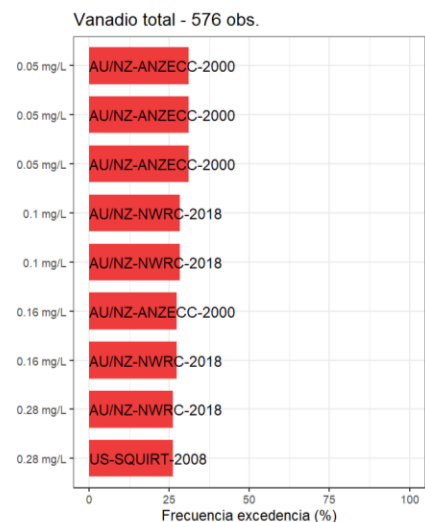 Vanadio total - 576 obs.
0.05 mg/L AU/NZ-ANZECC-2000
0.05 mg/L AU/NZ-ANZECC-2000
0.05 mg/L AU/NZ-ANZECC-2000
0.1 mg/L AU/NZ-NWRC-2018
0.1 mg/L AU/NZ-NWRC-2018
0.16 mg/L AU/NZ-ANZECC-2000
0.16 mg/L AU/NZ-NWRC-2018
0.28 mg/L AU/NZ-NWRC-2018
0.28 mg/L US-SQUIRT-2008
0 25 50 75 100
Frecuencia excedencia (%)